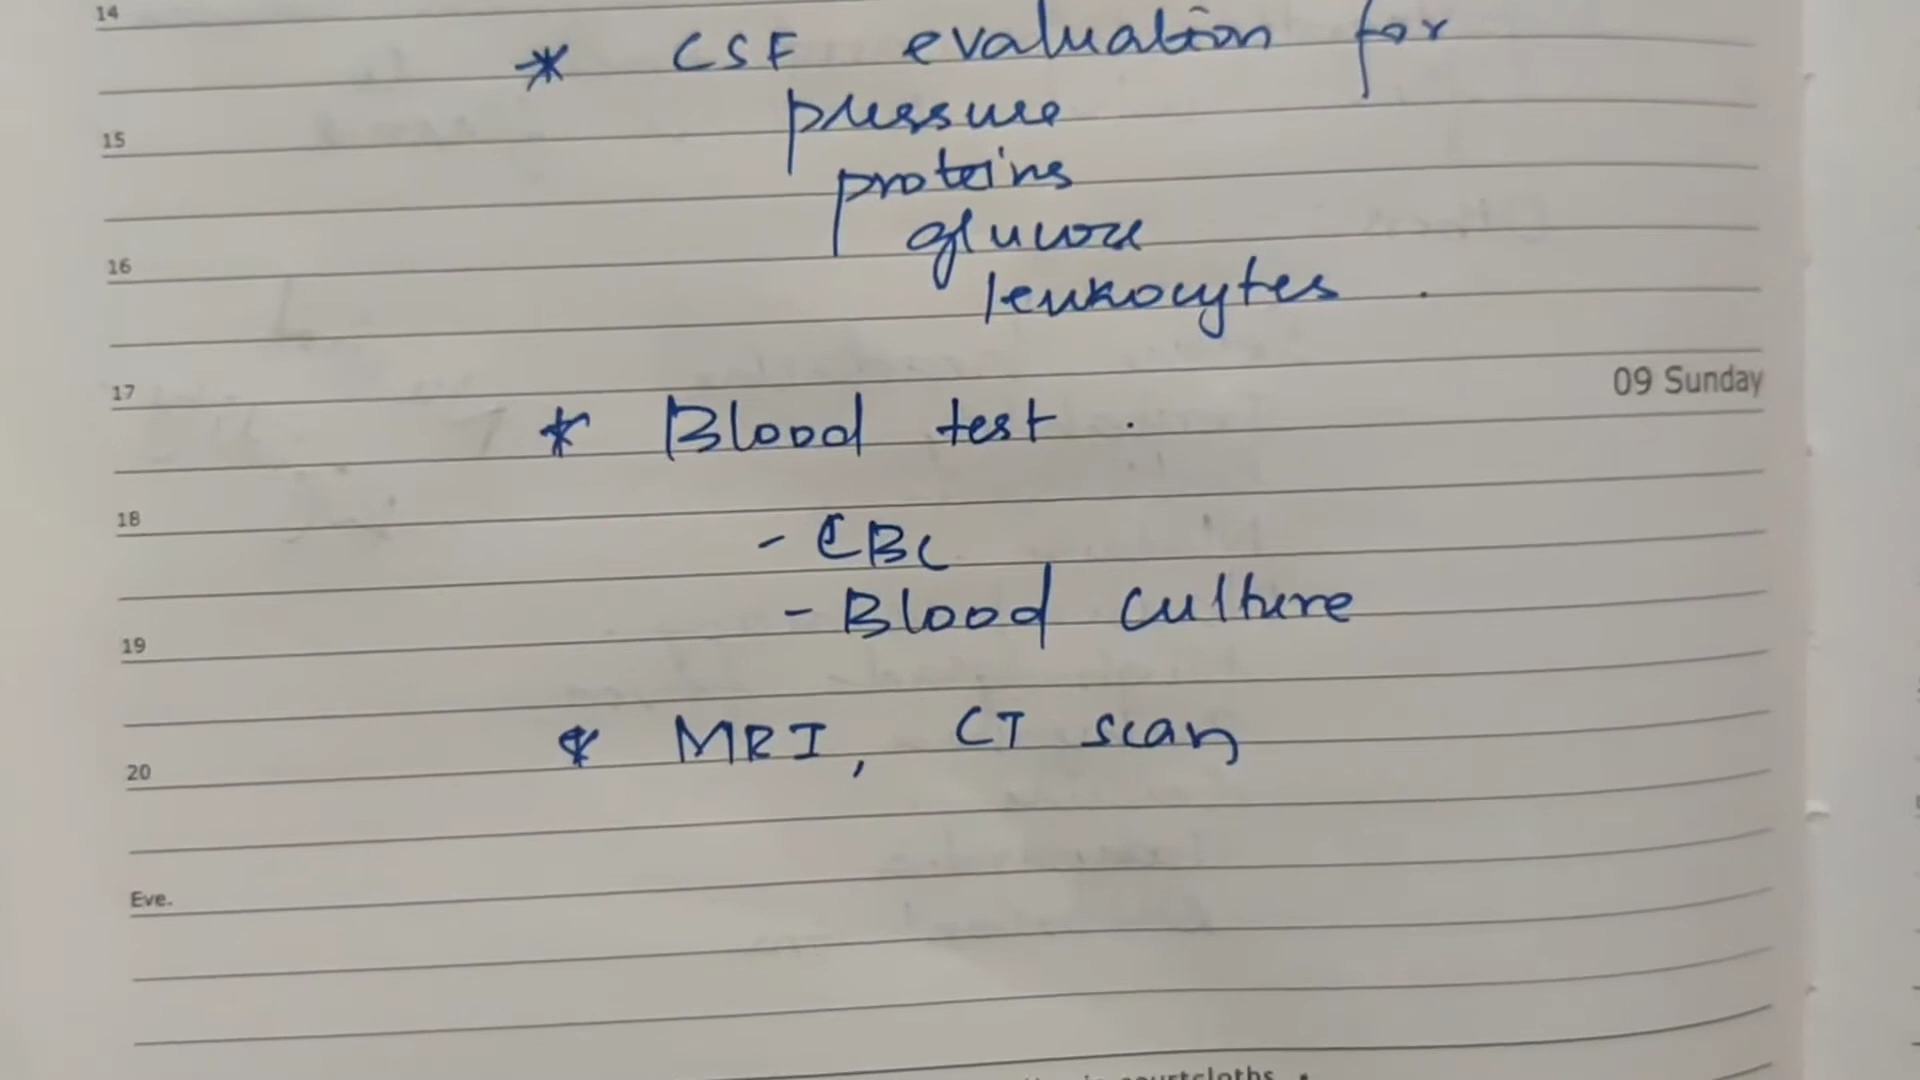 14
* CSF evaluation for
pressure
15
proteins
glucose
16
leukocytes .
17
09 Sunday
* Blood test .
18
- CBC
- Blood culture
19
* MRI, CT scan
20
Eve.